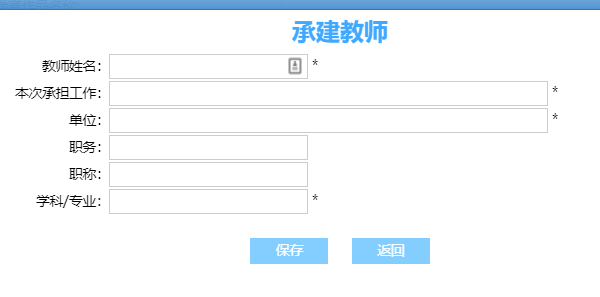 承建教师
教师姓名： *
本次承担工作： *
单位： *
职务：
职称：
学科/专业： *
保存 返回